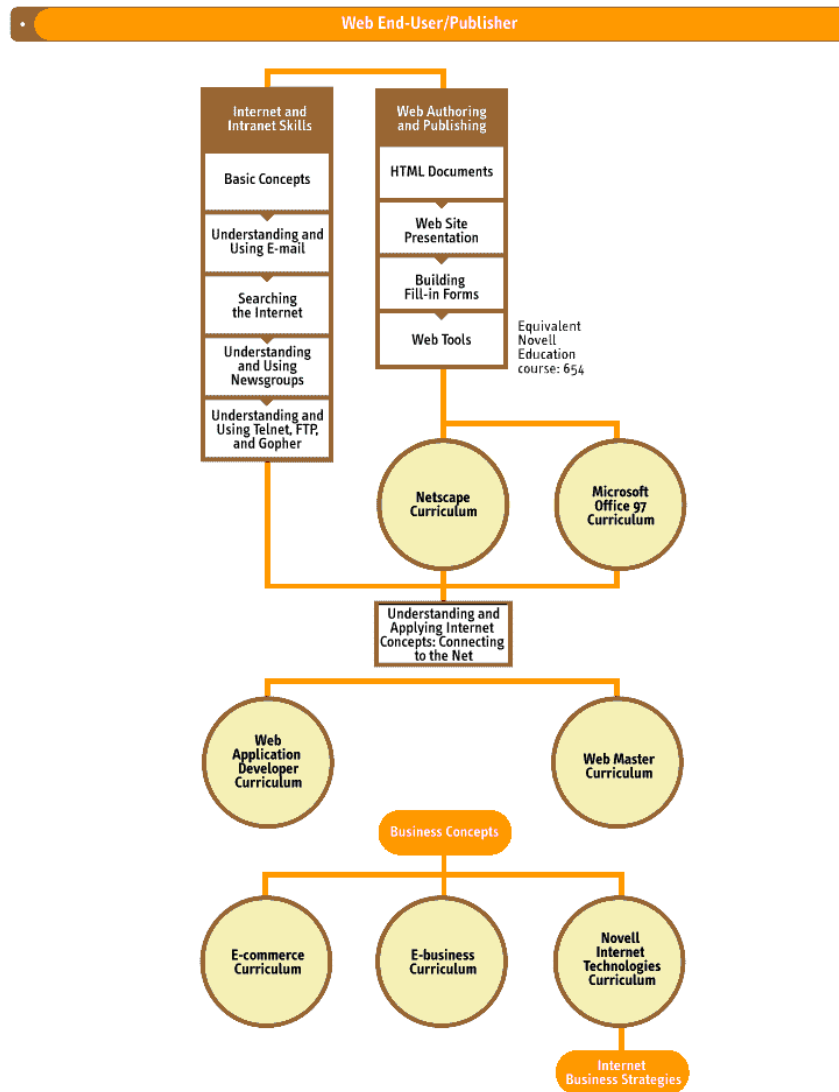 Web End-User/Publisher
Internet and
Intranet Skills
Basic Concepts
Understanding and
Using E-mail
Searching
the Internet
Understanding
and Using
Newsgroups
Understanding and
Using Telnet, FTP,
and Gopher
Web Authoring
and Publishing
HTML Documents
Web Site
Presentation
Building
Fill-in Forms
Web Tools
Equivalent
Novell
Education
course: 654
Netscape
Curriculum
Microsoft
Office 97
Curriculum
Understanding and
Applying Internet
Concepts: Connecting
to the Net
Web
Application
Developer
Curriculum
Web Master
Curriculum
Business Concepts
E-commerce
Curriculum
E-business
Curriculum
Novell
Internet
Technologies
Curriculum
Internet
Business Strategies